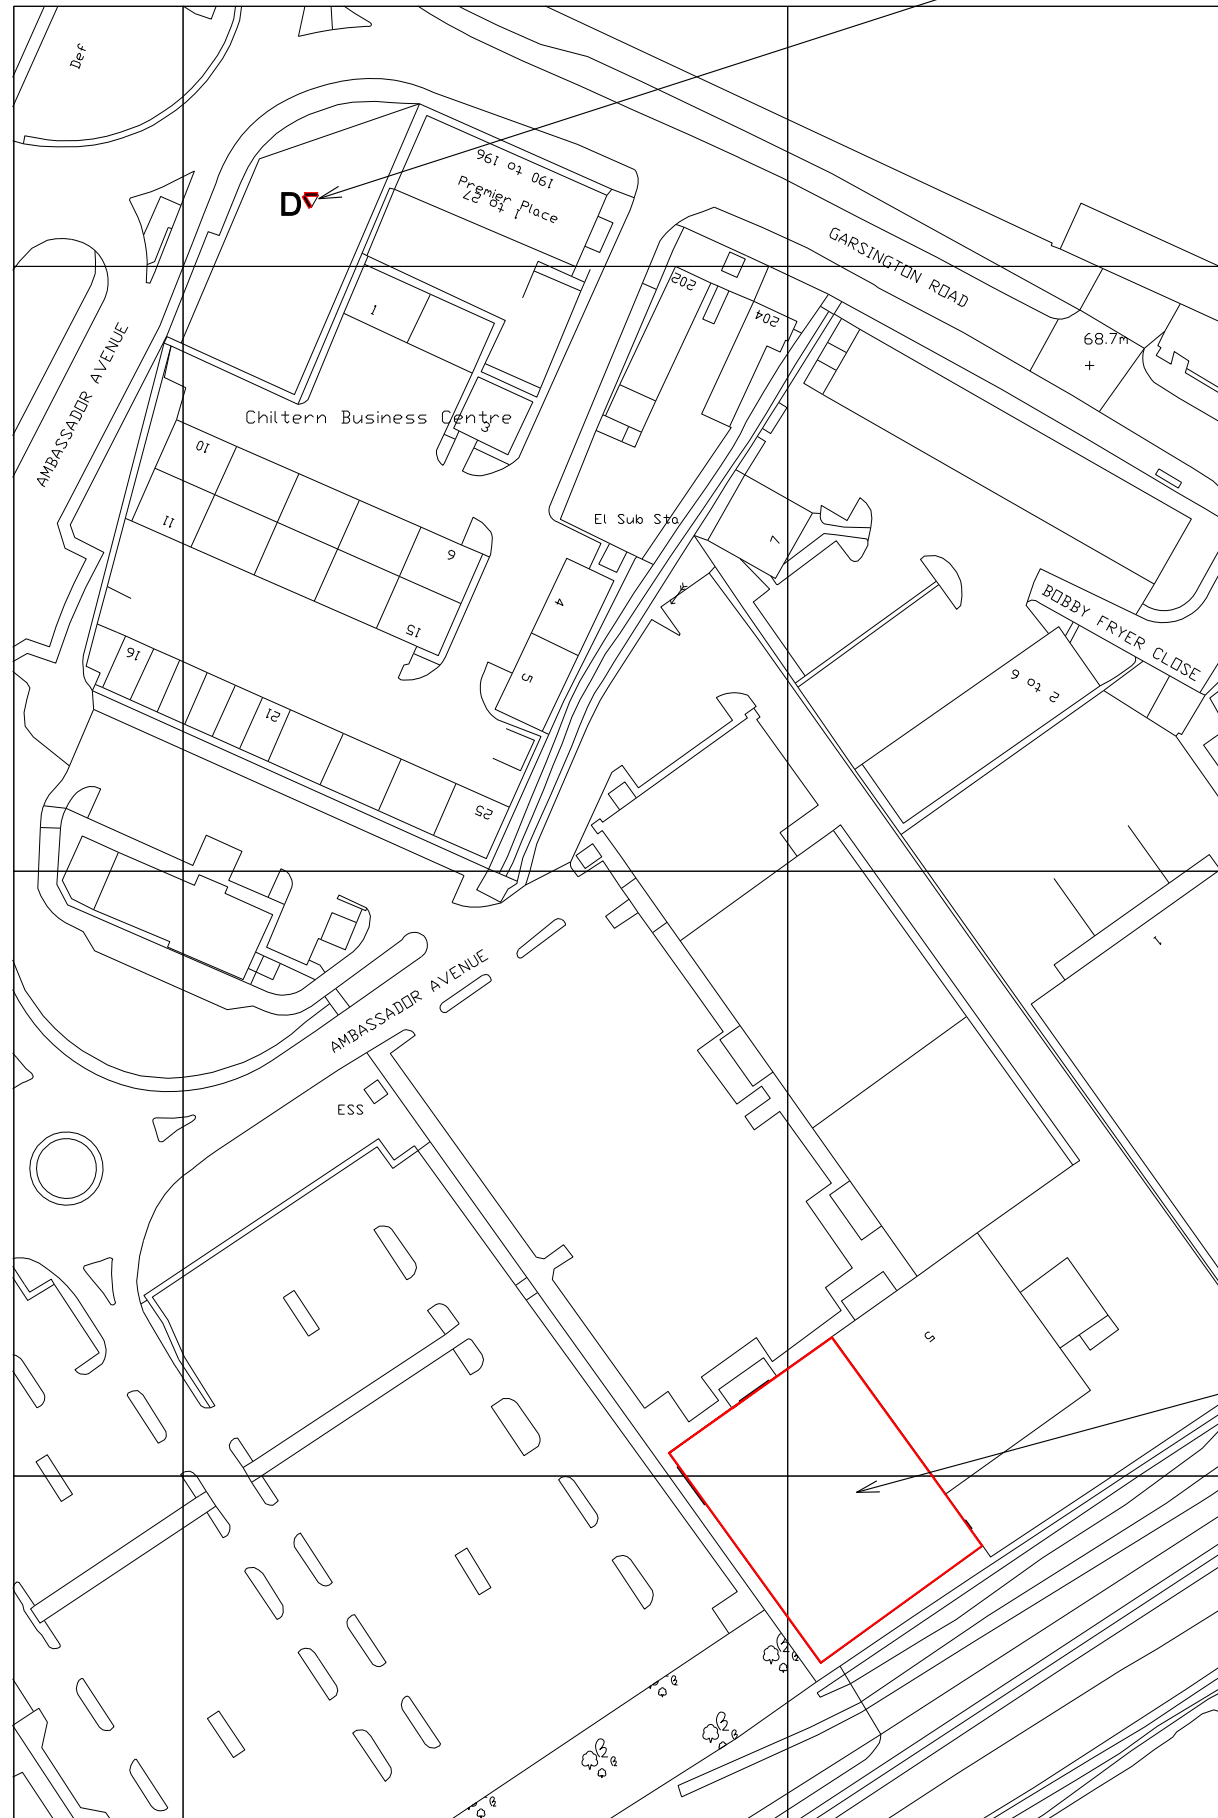 Def
190 to 196
Premier Place
1 to 27
D
GARSINGTON ROAD
202
204
68.7m
1
AMBASSADOR AVENUE
Chiltern Business Centre
3
10
11
El Sub Sta
7
9
4
BOBBY FRYER CLOSE
15
16
5
2 to 6
21
25
1
AMBASSADOR AVENUE
ESS
5